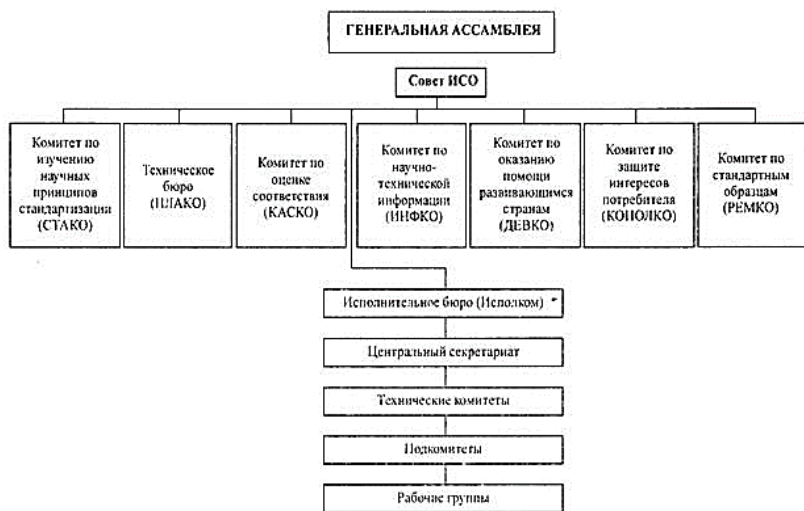 ГЕНЕРАЛЬНАЯ АССАМБЛЕЯ
Совет ИСО
Комитет по
изучению
научных
принципов
стандартизации
(СТАКО)
Техническое
бюро
(ПЛАКО)
Комитет по
оценке
соответствия
(КАСКО)
Комитет по
научно-
технической
информации
(ИНФКО)
Комитет по
оказанию
помощи
развивающимся
странам
(ДЕВКО)
Комитет по
защите
интересов
потребителя
(КОПОЛКО)
Комитет по
стандартным
образцам
(РЕМКО)
Исполнительное бюро (Исполком)
Центральный секретариат
Технические комитеты
Подкомитеты
Рабочие группы